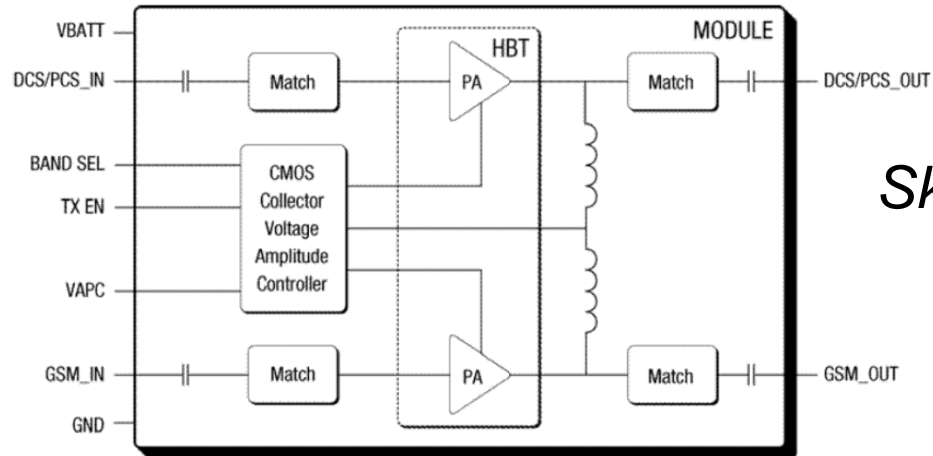 VBATT
MODULE
HBT
DCS/PCS_IN
Match
PA
Match
DCS/PCS_OUT
BAND SEL
TX EN
VAPC
CMOS
Collector
Voltage
Amplitude
Controller
GSM_IN
Match
PA
Match
GSM_OUT
GND